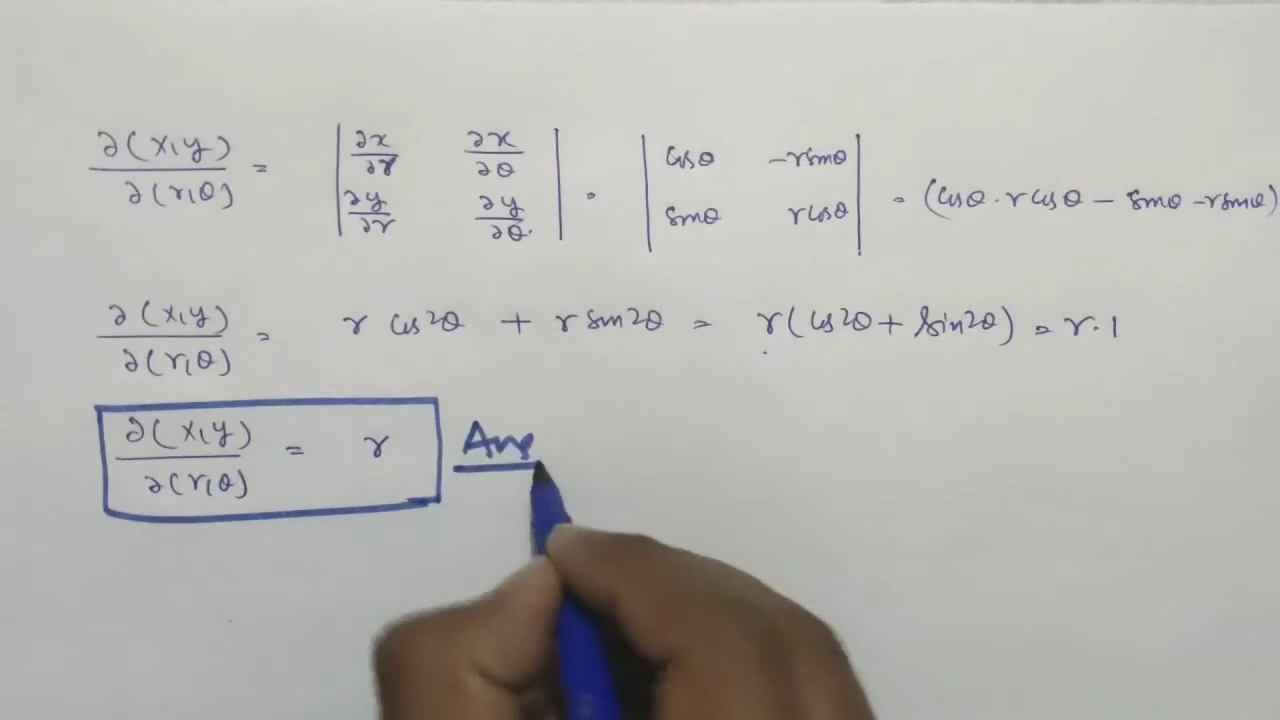 ∂(x,y)/∂(r,θ) = | ∂x/∂r ∂x/∂θ ; ∂y/∂r ∂y/∂θ | = | cosθ -rsinθ ; sinθ rcosθ | = (cosθ·rcosθ - sinθ -rsinθ)
∂(x,y)/∂(r,θ) = r cos²θ + r sin²θ = r(cos²θ + sin²θ) = r·1
∂(x,y)/∂(r,θ) = r Ans